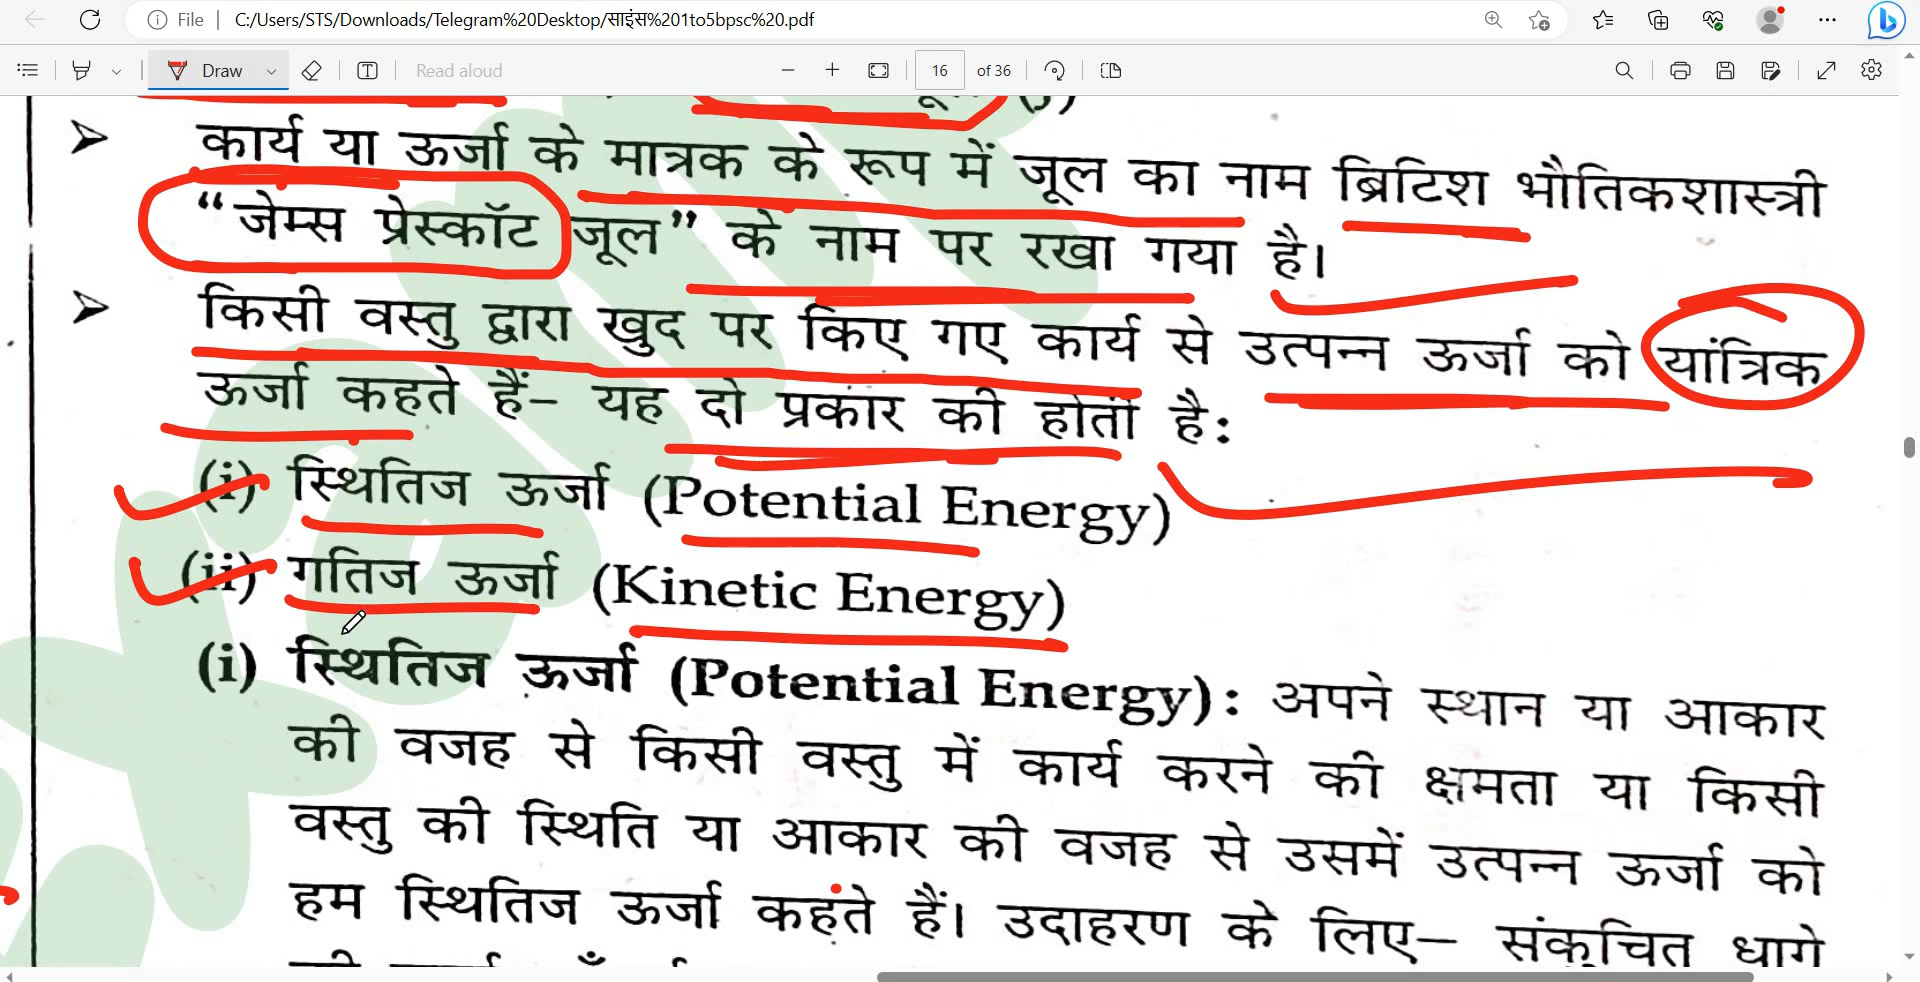 File | C:/Users/STS/Downloads/Telegram%20Desktop/साइंस%201to5bpsc%20.pdf
Draw
Read aloud
16 of 36
कार्य या ऊर्जा के मात्रक के रूप में जूल का नाम ब्रिटिश भौतिकशास्त्री
“जेम्स प्रेस्कॉट जूल” के नाम पर रखा गया है।
किसी वस्तु द्वारा खुद पर किए गए कार्य से उत्पन्न ऊर्जा को यांत्रिक
ऊर्जा कहते हैं– यह दो प्रकार की होती है:
(i) स्थितिज ऊर्जा (Potential Energy)
(ii) गतिज ऊर्जा (Kinetic Energy)
(i) स्थितिज ऊर्जा (Potential Energy): अपने स्थान या आकार
की वजह से किसी वस्तु में कार्य करने की क्षमता या किसी
वस्तु की स्थिति या आकार की वजह से उसमें उत्पन्न ऊर्जा को
हम स्थितिज ऊर्जा कहते हैं। उदाहरण के लिए– संकुचित धागे